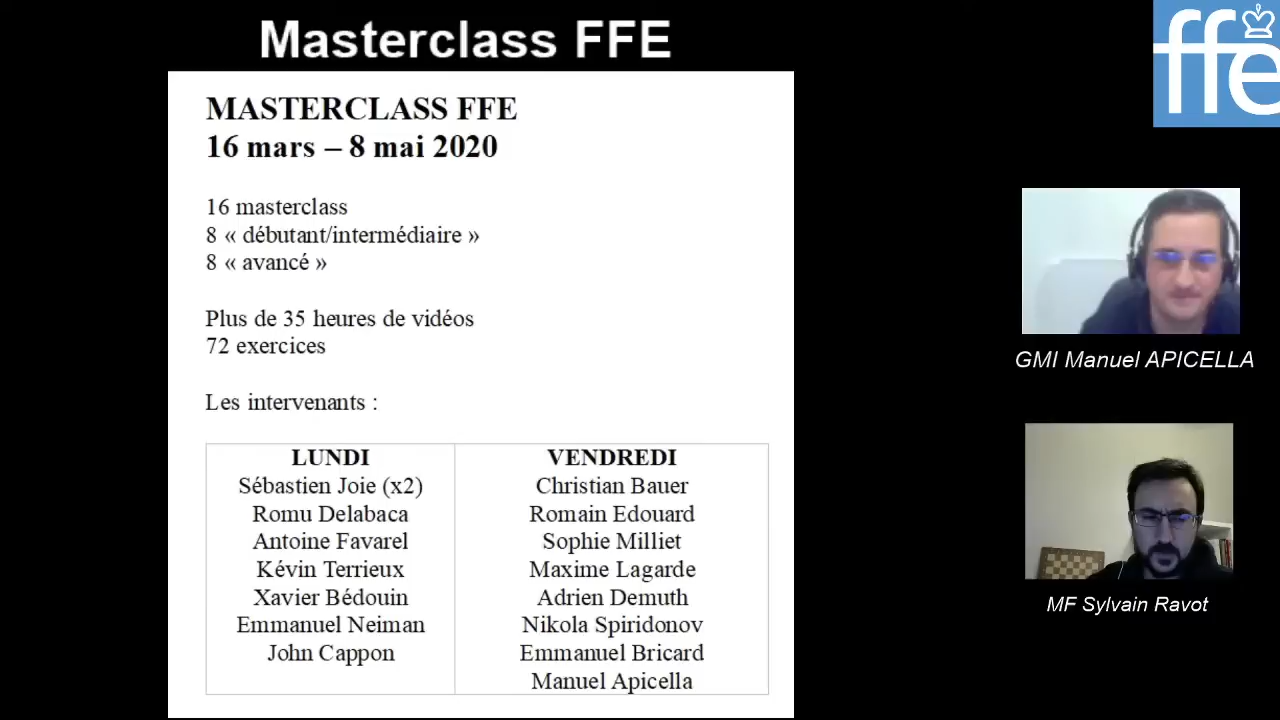 Masterclass FFE
MASTERCLASS FFE
16 mars – 8 mai 2020
16 masterclass
8 « débutant/intermédiaire »
8 « avancé »
Plus de 35 heures de vidéos
72 exercices
Les intervenants :
LUNDI
Sébastien Joie (x2)
Romu Delabaca
Antoine Favarel
Kévin Terrieux
Xavier Bédouin
Emmanuel Neiman
John Cappon
VENDREDI
Christian Bauer
Romain Edouard
Sophie Milliet
Maxime Lagarde
Adrien Demuth
Nikola Spiridonov
Emmanuel Bricard
Manuel Apicella
ffe
GMI Manuel APICELLA
MF Sylvain Ravot